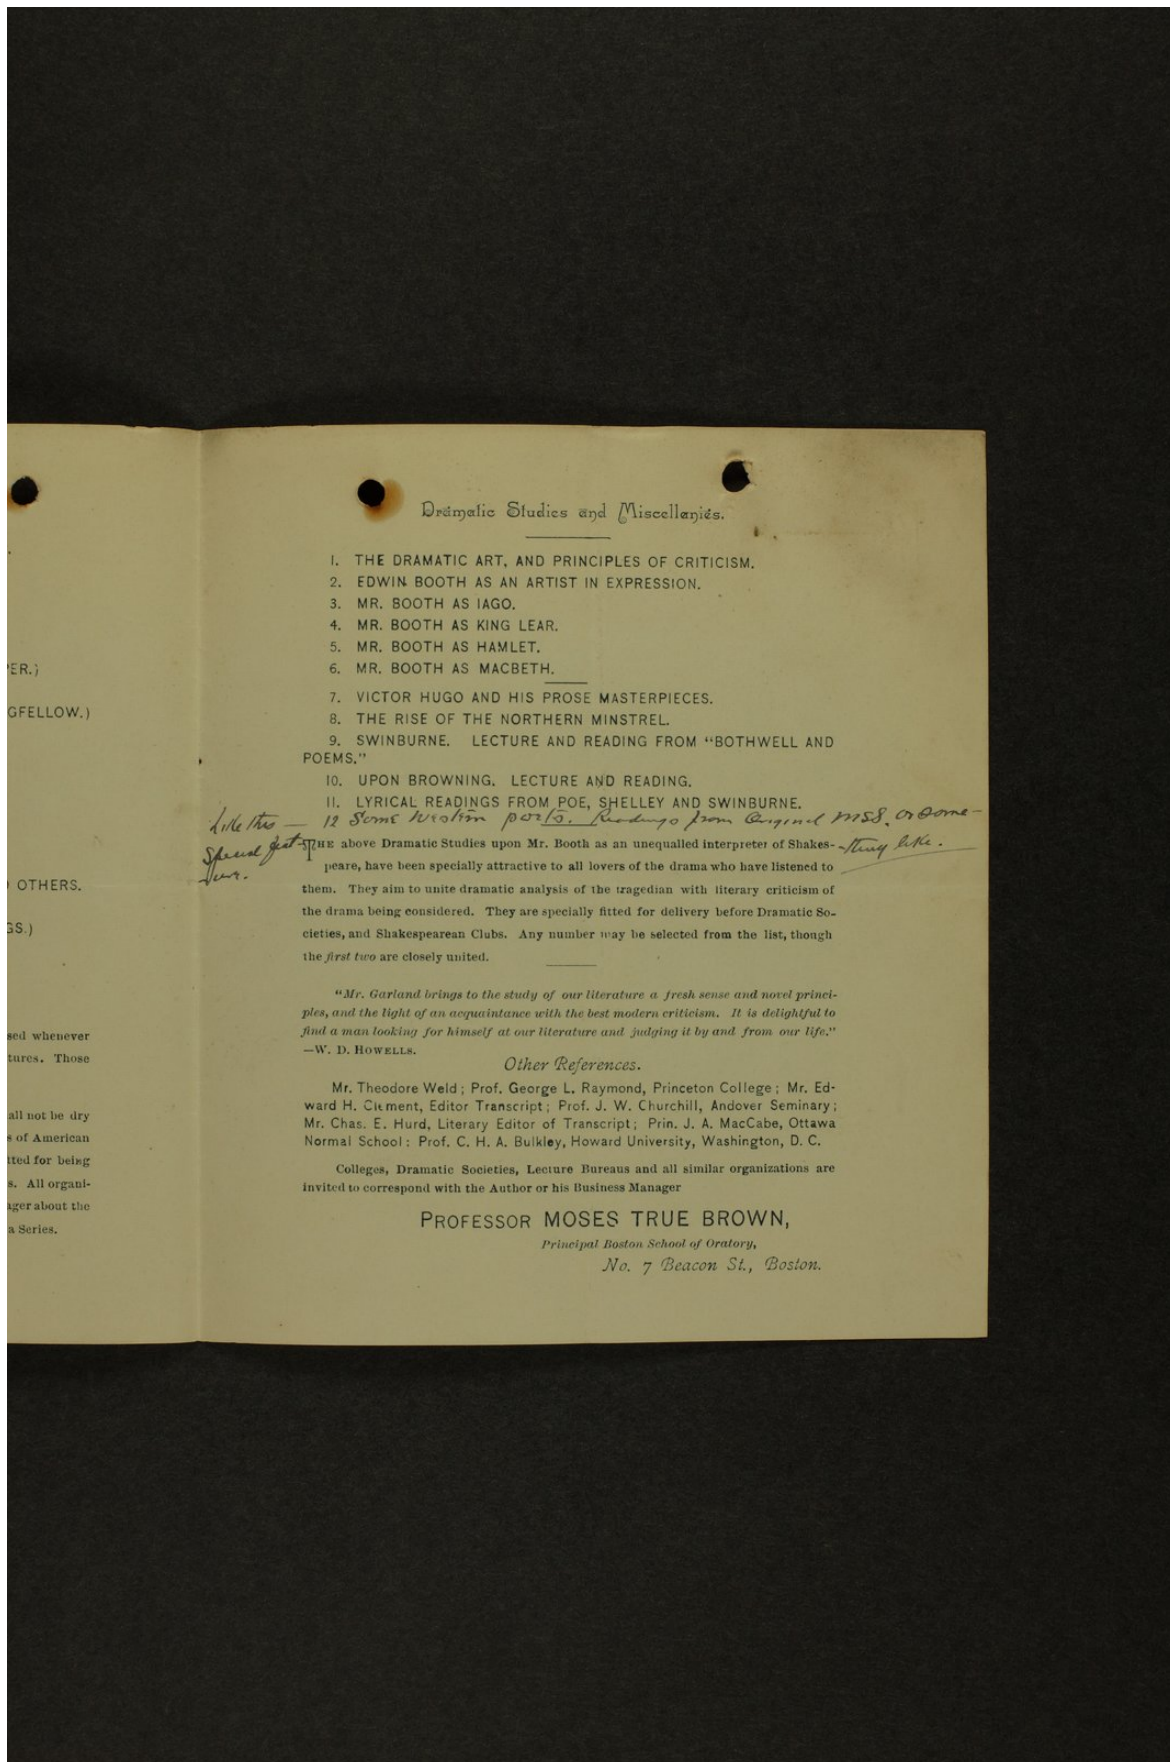 PER.)
GFELLOW.)
OTHERS.
GS.)
sed whenever
tures. Those
all not be dry
s of American
tted for being
s. All organi-
ager about the
a Series.
Dramatic Studies and Miscellanies.
1. THE DRAMATIC ART, AND PRINCIPLES OF CRITICISM.
2. EDWIN BOOTH AS AN ARTIST IN EXPRESSION.
3. MR. BOOTH AS IAGO.
4. MR. BOOTH AS KING LEAR.
5. MR. BOOTH AS HAMLET.
6. MR. BOOTH AS MACBETH.
7. VICTOR HUGO AND HIS PROSE MASTERPIECES.
8. THE RISE OF THE NORTHERN MINSTREL.
9. SWINBURNE. LECTURE AND READING FROM "BOTHWELL AND
POEMS."
10. UPON BROWNING. LECTURE AND READING.
11. LYRICAL READINGS FROM POE, SHELLEY AND SWINBURNE.
Like this — 12 Some Western poets. Readings from Original MSS. or some-
thing like.
Special feat-
ure.
THE above Dramatic Studies upon Mr. Booth as an unequalled interpreter of Shakes-
peare, have been specially attractive to all lovers of the drama who have listened to
them. They aim to unite dramatic analysis of the tragedian with literary criticism of
the drama being considered. They are specially fitted for delivery before Dramatic So-
cieties, and Shakespearean Clubs. Any number may be selected from the list, though
the first two are closely united.
"Mr. Garland brings to the study of our literature a fresh sense and novel princi-
ples, and the light of an acquaintance with the best modern criticism. It is delightful to
find a man looking for himself at our literature and judging it by and from our life."
—W. D. HOWELLS.
Other References.
Mr. Theodore Weld; Prof. George L. Raymond, Princeton College; Mr. Ed-
ward H. Clement, Editor Transcript; Prof. J. W. Churchill, Andover Seminary;
Mr. Chas. E. Hurd, Literary Editor of Transcript; Prin. J. A. MacCabe, Ottawa
Normal School: Prof. C. H. A. Bulkley, Howard University, Washington, D. C.
Colleges, Dramatic Societies, Lecture Bureaus and all similar organizations are
invited to correspond with the Author or his Business Manager
PROFESSOR MOSES TRUE BROWN,
Principal Boston School of Oratory,
No. 7 Beacon St., Boston.